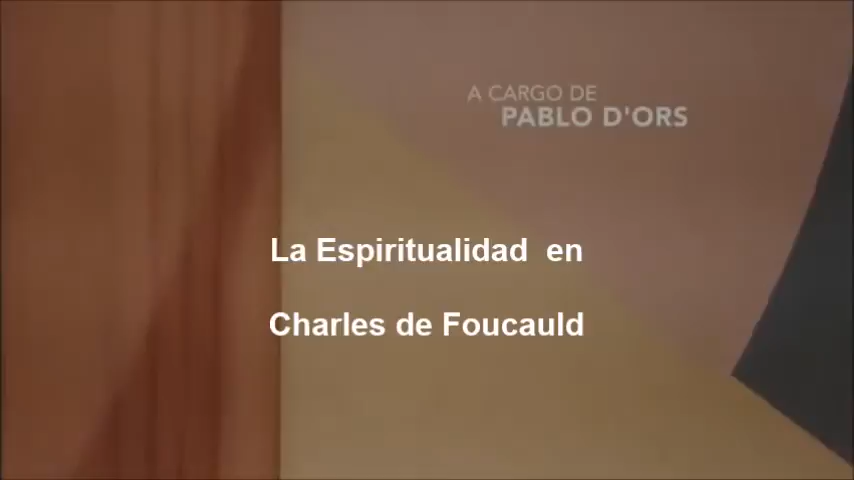 A CARGO DE
PABLO D'ORS
La Espiritualidad en
Charles de Foucauld